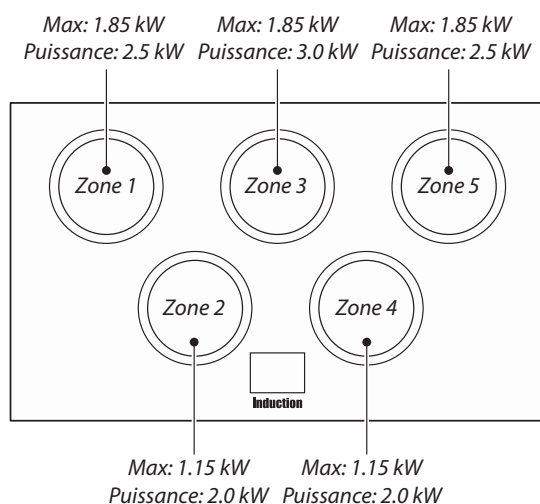 Max: 1.85 kW Max: 1.85 kW Max: 1.85 kW
Puissance: 2.5 kW Puissance: 3.0 kW Puissance: 2.5 kW
Zone 1 Zone 3 Zone 5
Zone 2 Zone 4
Induction
Max: 1.15 kW Max: 1.15 kW
Puissance: 2.0 kW Puissance: 2.0 kW